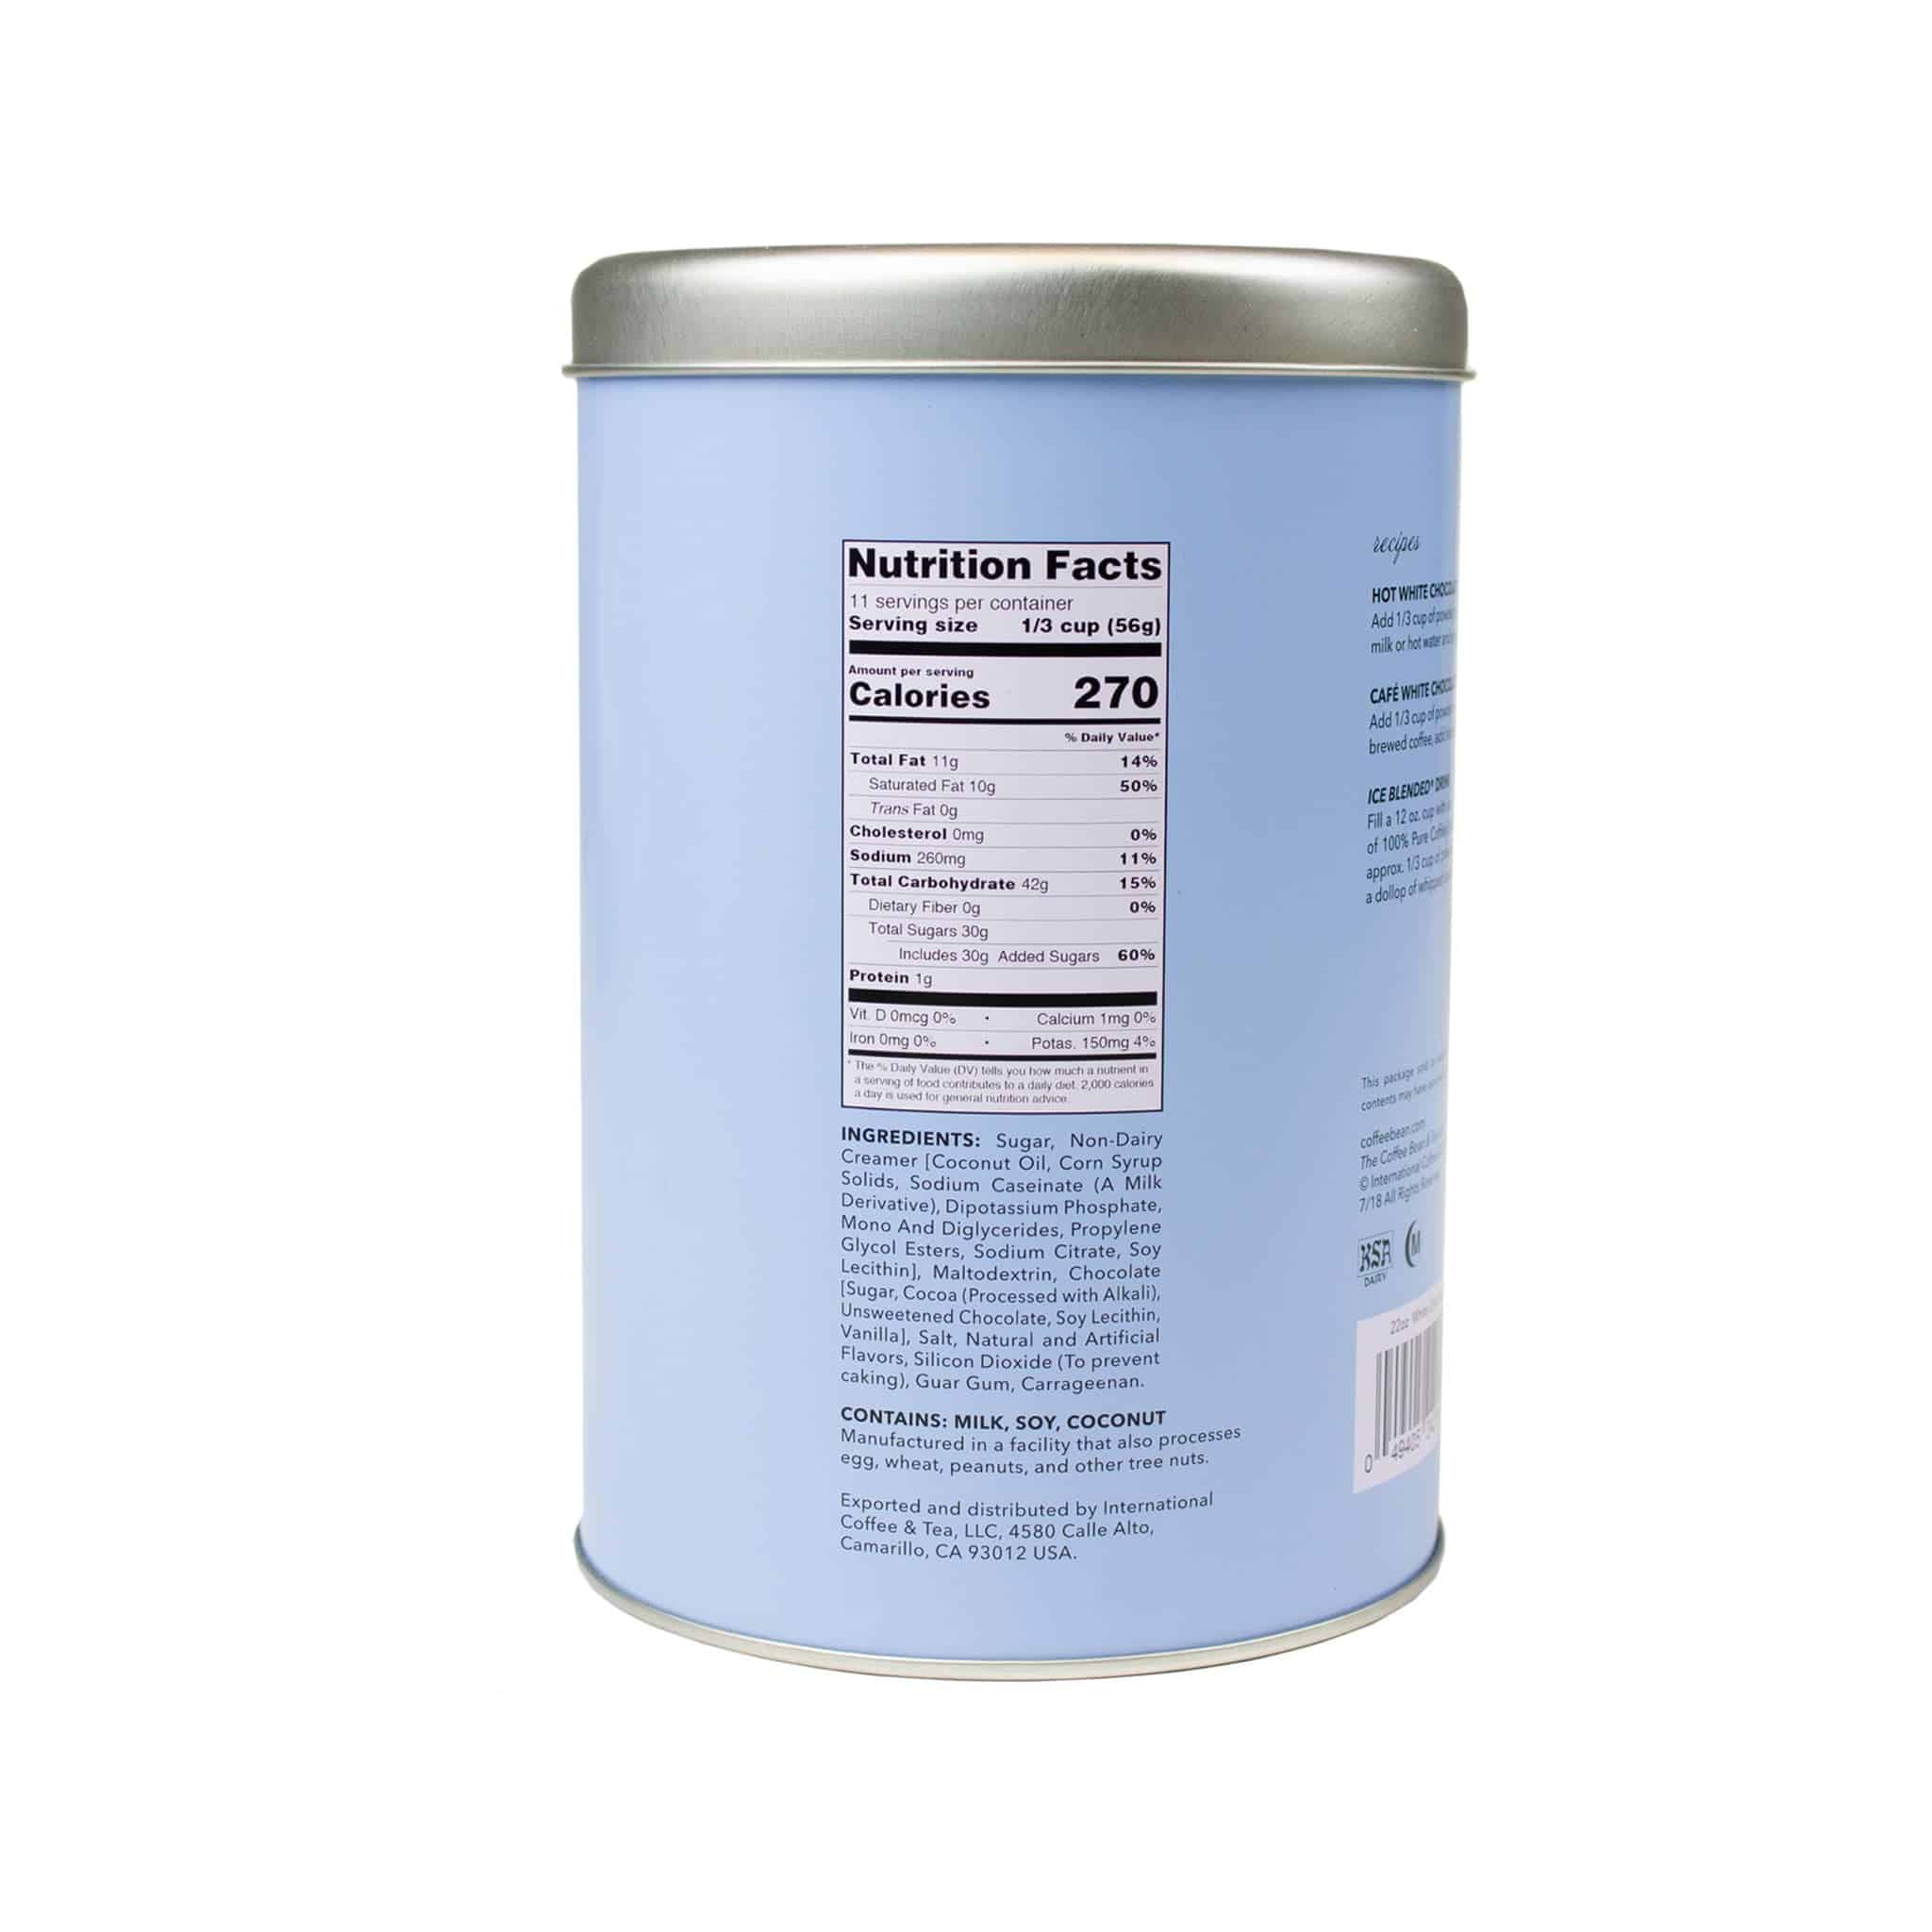 Nutrition Facts
11 servings per container
Serving size 1/3 cup (56g)
Amount per serving
Calories 270
% Daily Value*
Total Fat 11g 14%
Saturated Fat 10g 50%
Trans Fat 0g
Cholesterol 0mg 0%
Sodium 260mg 11%
Total Carbohydrate 42g 15%
Dietary Fiber 0g 0%
Total Sugars 30g
Includes 30g Added Sugars 60%
Protein 1g
Vit. D 0mcg 0% • Calcium 1mg 0%
Iron 0mg 0% • Potas. 150mg 4%
* The % Daily Value (DV) tells you how much a nutrient in
a serving of food contributes to a daily diet. 2,000 calories
a day is used for general nutrition advice.
INGREDIENTS: Sugar, Non-Dairy
Creamer [Coconut Oil, Corn Syrup
Solids, Sodium Caseinate (A Milk
Derivative), Dipotassium Phosphate,
Mono And Diglycerides, Propylene
Glycol Esters, Sodium Citrate, Soy
Lecithin], Maltodextrin, Chocolate
[Sugar, Cocoa (Processed with Alkali),
Unsweetened Chocolate, Soy Lecithin,
Vanilla], Salt, Natural and Artificial
Flavors, Silicon Dioxide (To prevent
caking), Guar Gum, Carrageenan.
CONTAINS: MILK, SOY, COCONUT
Manufactured in a facility that also processes
egg, wheat, peanuts, and other tree nuts.
Exported and distributed by International
Coffee & Tea, LLC, 4580 Calle Alto,
Camarillo, CA 93012 USA.
recipes
HOT WHITE
Add 1/3 cup of
milk or hot water
CAFÉ WHITE
Add 1/3 cup of
brewed coffee,
ICE BLENDED®
Fill a 12 oz. cup
of 100% Pure
approx. 1/3 cup of
a dollop of
This package
contents may have
coffeebean.com
The Coffee Bean &
© International
7/18 All Rights
KSA
DAIRY
M
22oz
0